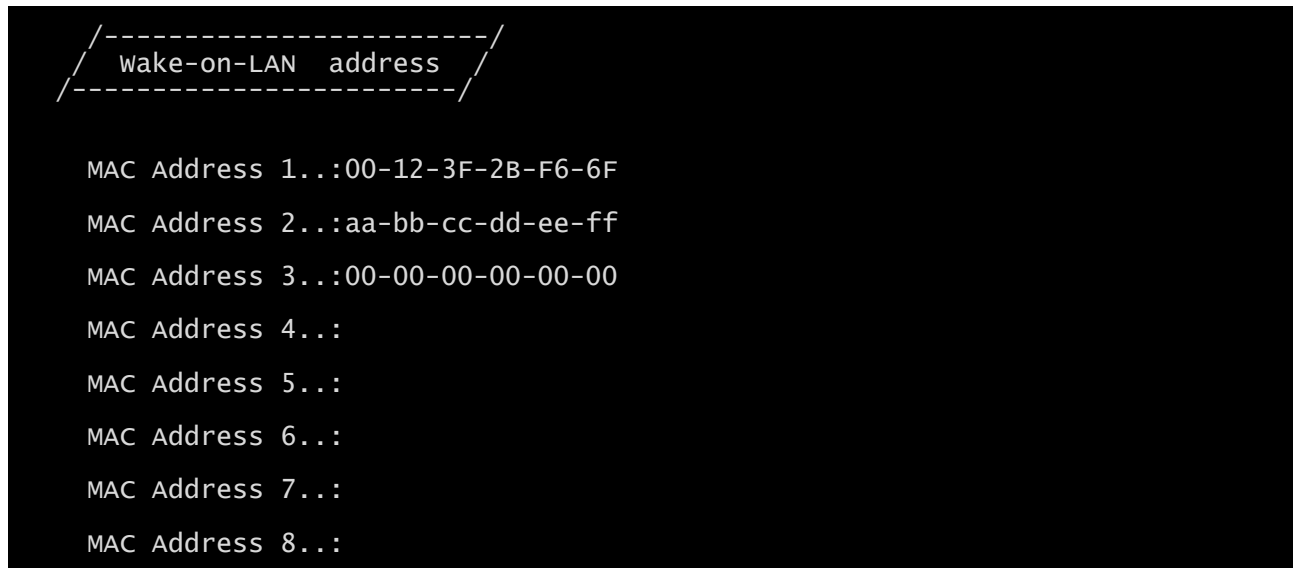 /------------------------/
/  Wake-on-LAN  address  /
/------------------------/
MAC Address 1..:00-12-3F-2B-F6-6F
MAC Address 2..:aa-bb-cc-dd-ee-ff
MAC Address 3..:00-00-00-00-00-00
MAC Address 4..:
MAC Address 5..:
MAC Address 6..:
MAC Address 7..:
MAC Address 8..: